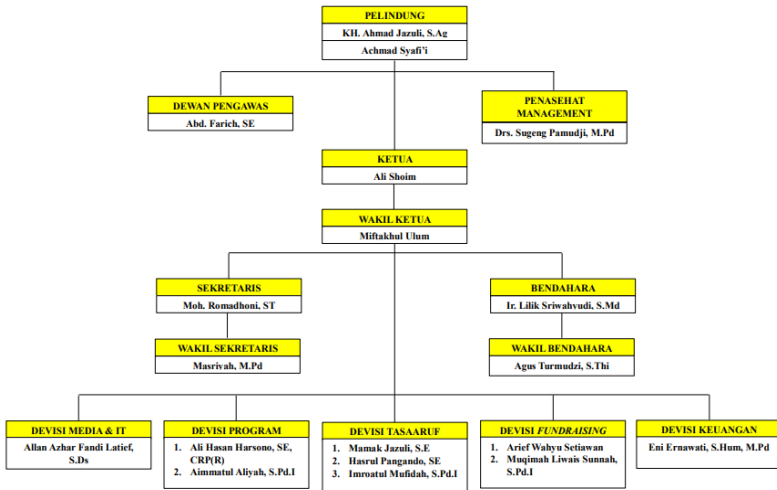 PELINDUNG
KH. Ahmad Jazuli, S.Ag
Achmad Syafi'i
DEWAN PENGAWAS
Abd. Farich, SE
PENASEHAT
MANAGEMENT
Drs. Sugeng Pamudji, M.Pd
KETUA
Ali Shoim
WAKIL KETUA
Miftakhul Ulum
SEKRETARIS
Moh. Romadhoni, ST
BENDAHARA
Ir. Lilik Sriwahyudi, S.Md
WAKIL SEKRETARIS
Masriyah, M.Pd
WAKIL BENDAHARA
Agus Turmudzi, S.Thi
DEVISI MEDIA & IT
Allan Azhar Fandi Latief,
S.Ds
DEVISI PROGRAM
1. Ali Hasan Harsono, SE,
CRP(R)
2. Aimmatul Aliyah, S.Pd.I
DEVISI TASAARUF
1. Mamak Jazuli, S.E
2. Hasrul Pangando, SE
3. Imroatul Mufidah, S.Pd.I
DEVISI FUNDRAISING
1. Arief Wahyu Setiawan
2. Muqimah Liwais Sunnah,
S.Pd.I
DEVISI KEUANGAN
Eni Ernawati, S.Hum, M.Pd